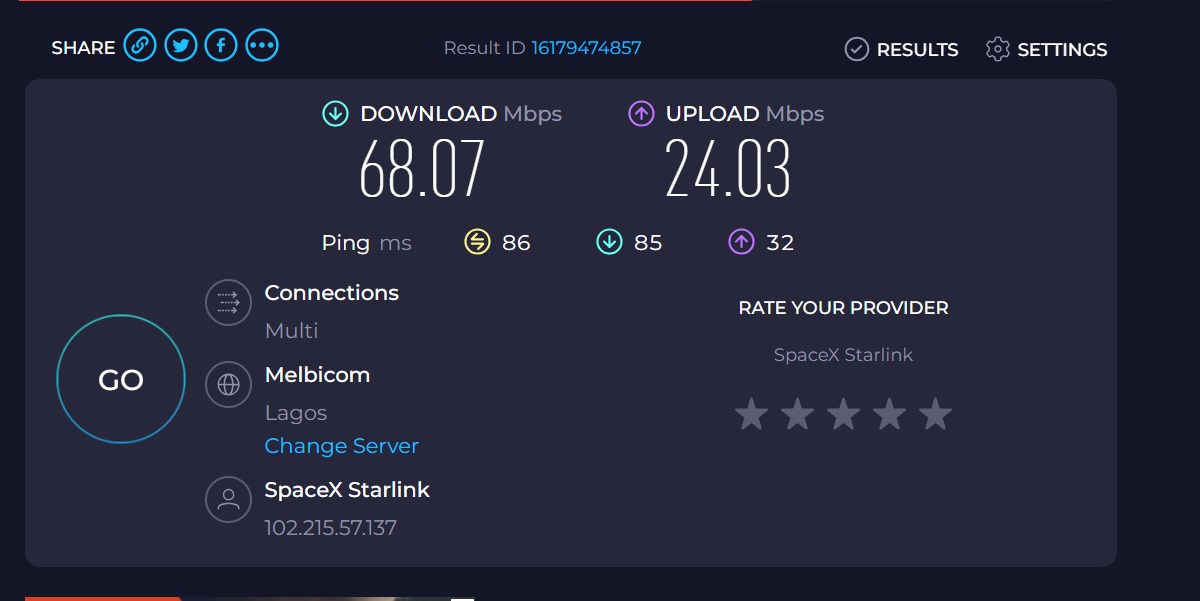 SHARE
Result ID 16179474857
RESULTS
SETTINGS
DOWNLOAD Mbps
UPLOAD Mbps
68.07
24.03
Ping ms
86
85
32
GO
Connections
Multi
Melbicom
Lagos
Change Server
SpaceX Starlink
102.215.57.137
RATE YOUR PROVIDER
SpaceX Starlink